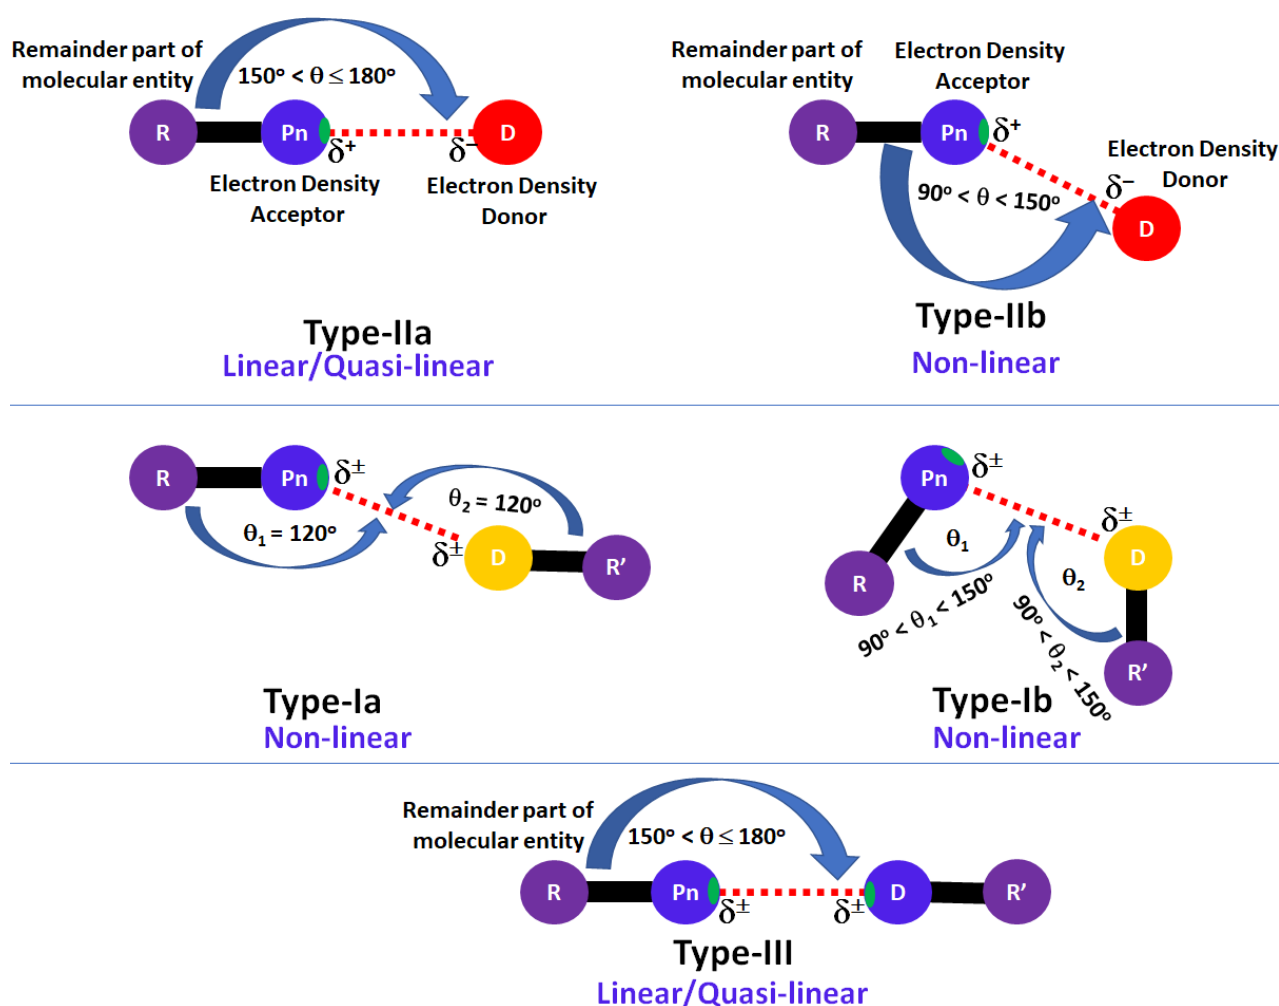 Remainder part of
molecular entity
150° < θ ≤ 180°
R
Pn
δ⁺
δ⁻
D
Electron Density
Acceptor
Electron Density
Donor
Type-IIa
Linear/Quasi-linear
Remainder part of
molecular entity
Electron Density
Acceptor
R
Pn
δ⁺
90° < θ < 150°
δ⁻
Electron Density
Donor
D
Type-IIb
Non-linear
R
Pn
δ±
θ₁ = 120°
θ₂ = 120°
δ±
D
R’
Type-Ia
Non-linear
Pn
δ±
R
θ₁
90° < θ₁ < 150°
δ±
D
θ₂
90° < θ₂ < 150°
R’
Type-Ib
Non-linear
Remainder part of
molecular entity
150° < θ ≤ 180°
R
Pn
δ±
δ±
D
R’
Type-III
Linear/Quasi-linear